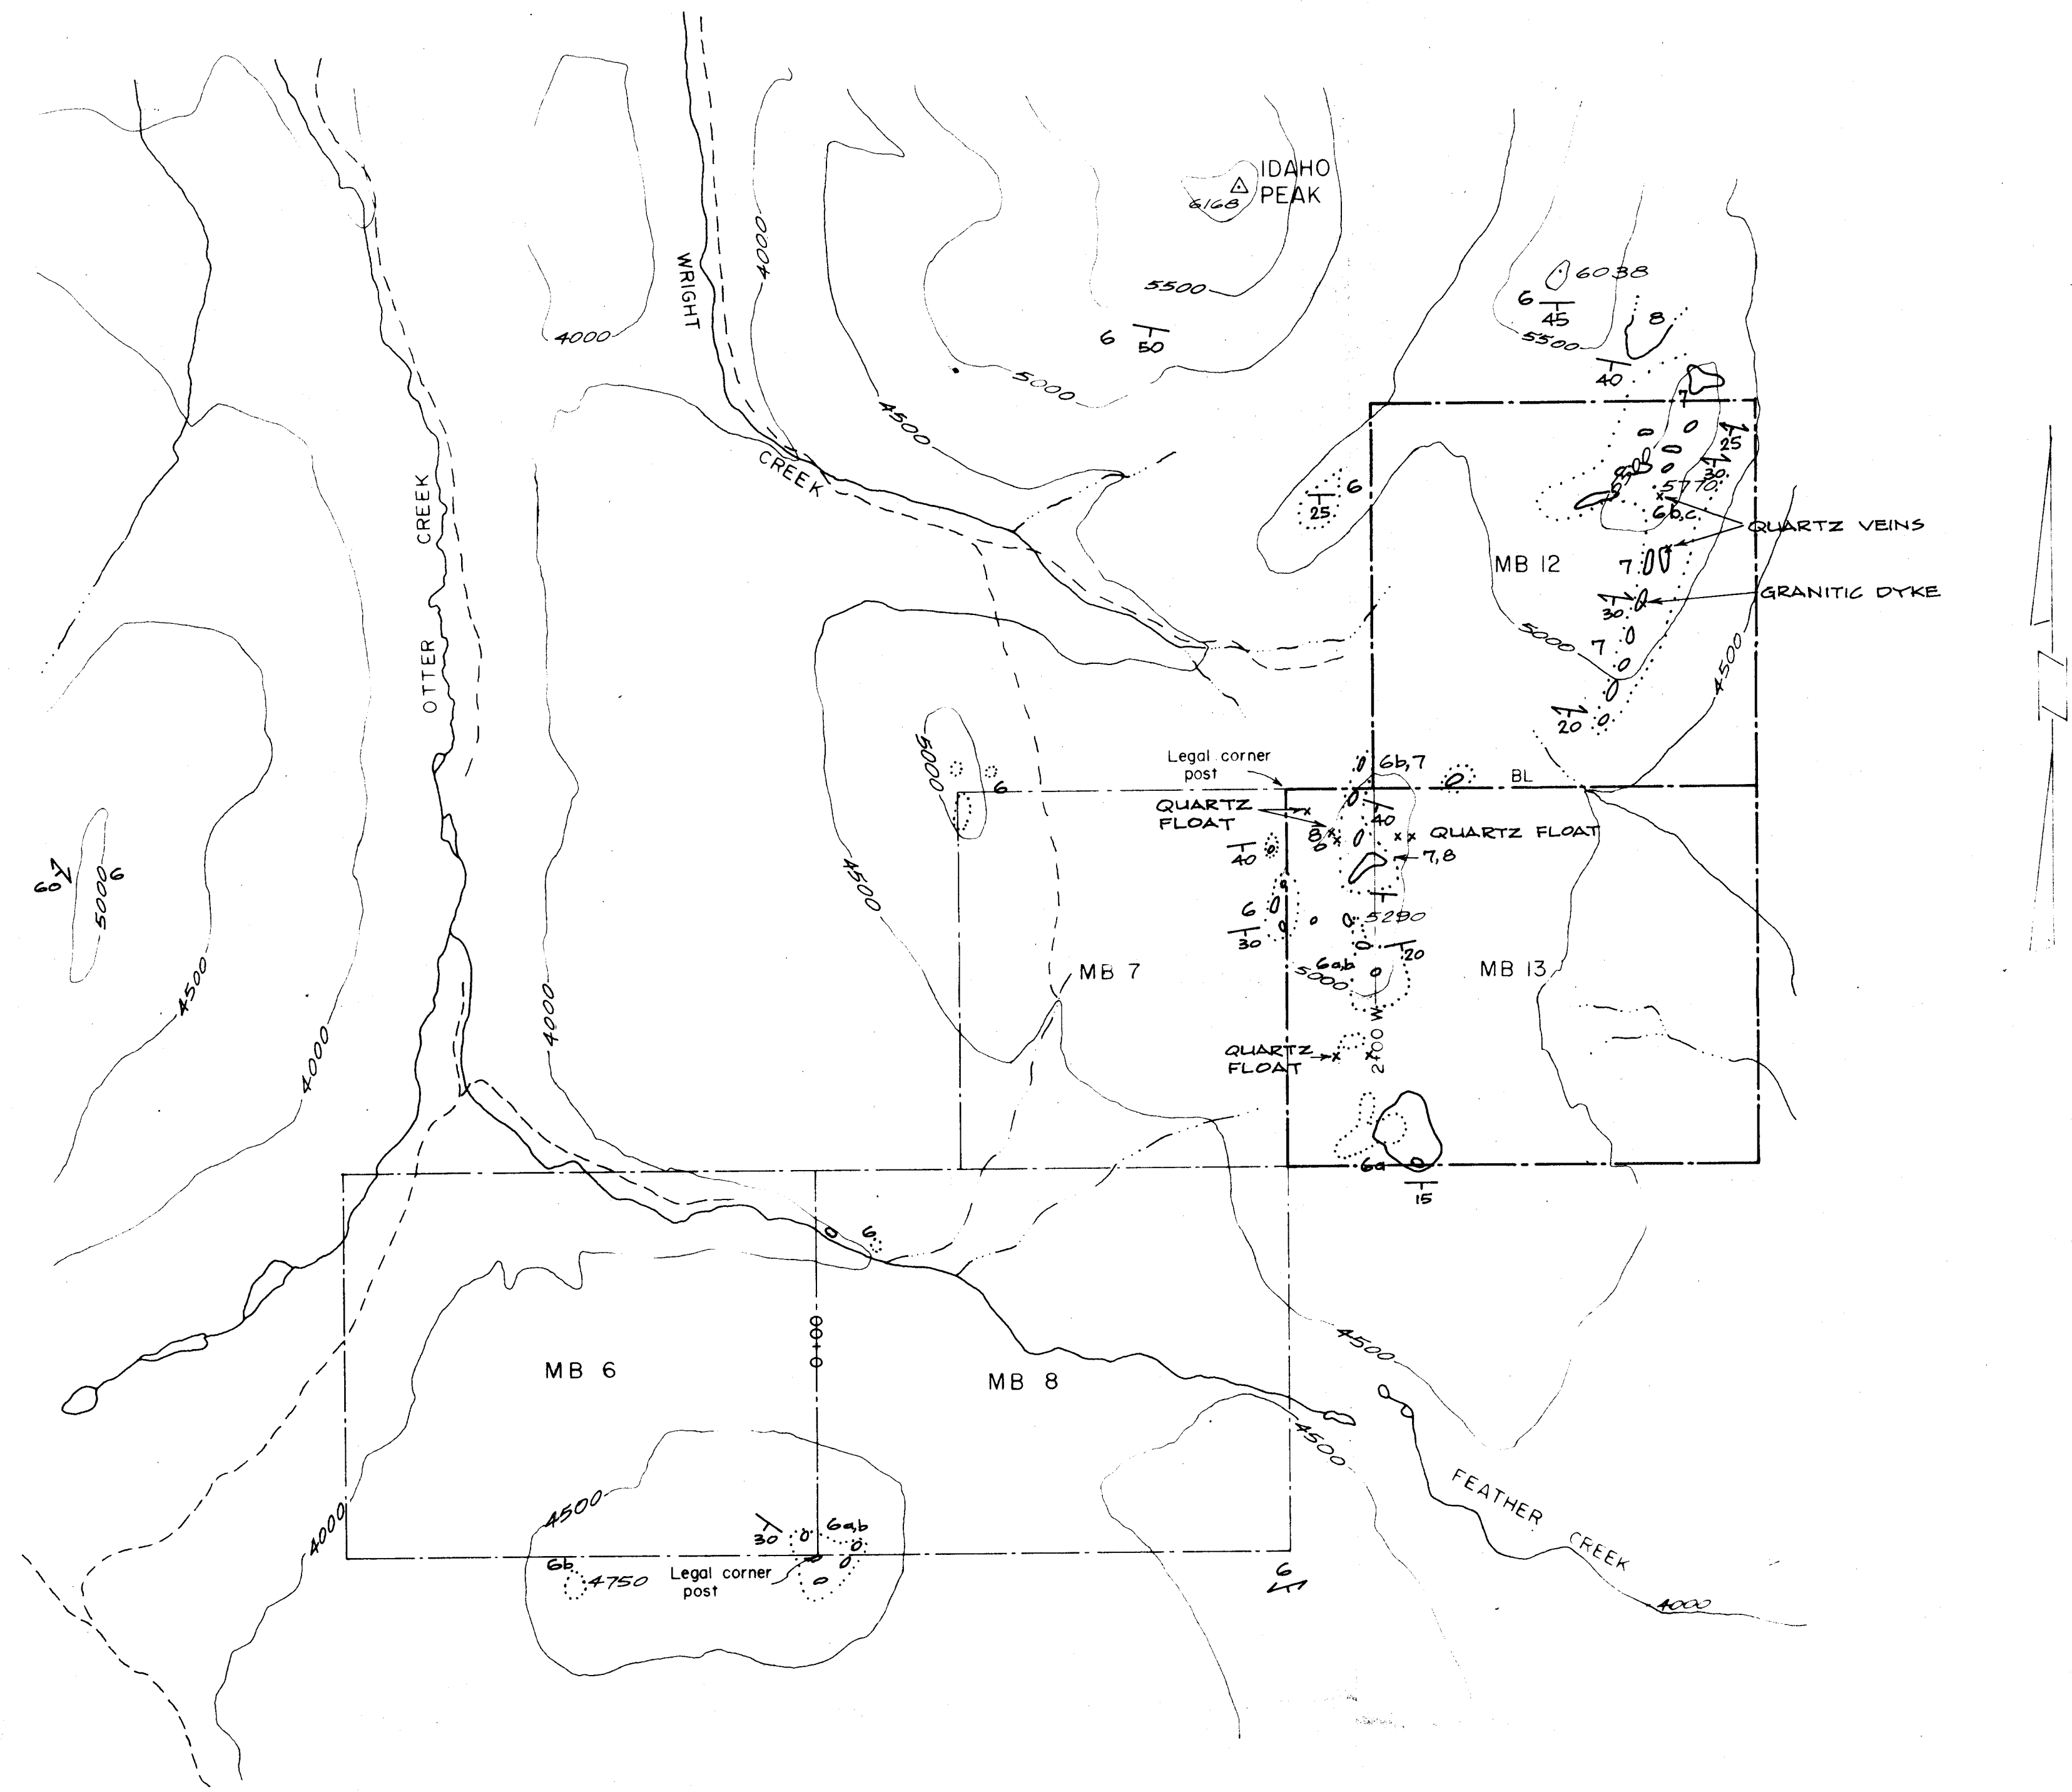 IDAHO
PEAK
6168
WRIGHT
4000
6038
6
45
8
5500
5500
4000
6
50
40
5000
7
4500
CREEK
25
30
6
25
5770
6b,c
OTTER CREEK
QUARTZ VEINS
MB 12
7
30
GRANITIC DYKE
5000
7
4500
20
5000
6
Legal corner
post
6b,7
BL
QUARTZ
FLOAT
40
8
6
QUARTZ FLOAT
40
7,8
4500
60
5000
6
6
30
5290
20
6a,b
5000
MB 7
MB 13
4500
4000
4000
QUARTZ
FLOAT
6a
15
6
0+00
4500
MB 6
MB 8
4500
FEATHER
CREEK
4000
4500
4000
30
6a,b
6b
4750
Legal corner
post
6
N